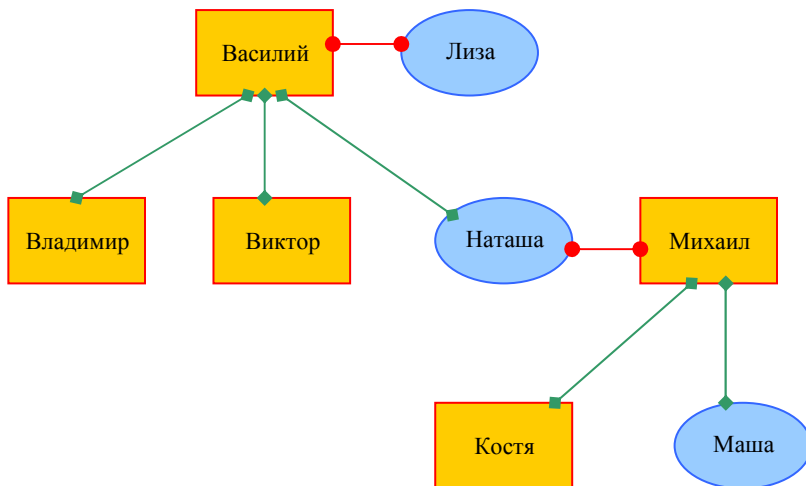 Василий
Лиза
Владимир
Виктор
Наташа
Михаил
Костя
Маша